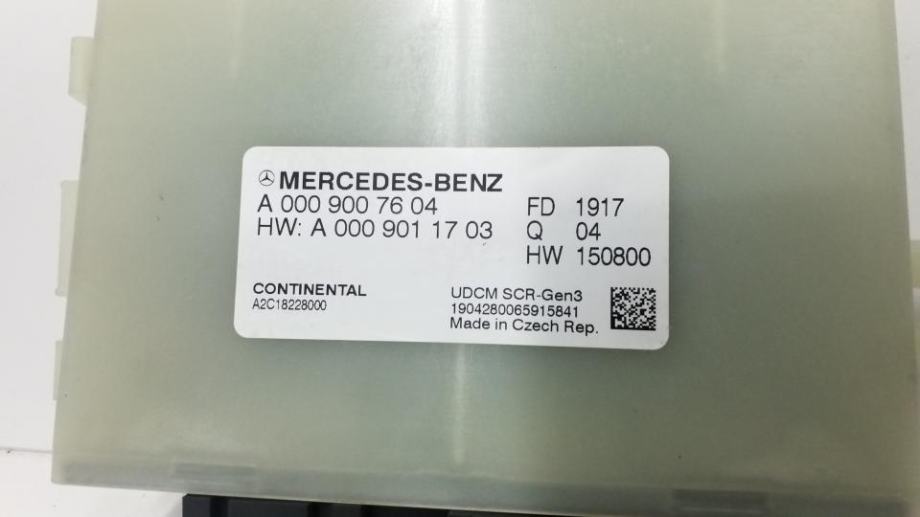 MERCEDES-BENZ
A 000 900 76 04
HW: A 000 901 17 03
FD 1917
Q 04
HW 150800
CONTINENTAL
A2C18228000
UDCM SCR-Gen3
1904280065915841
Made in Czech Rep.